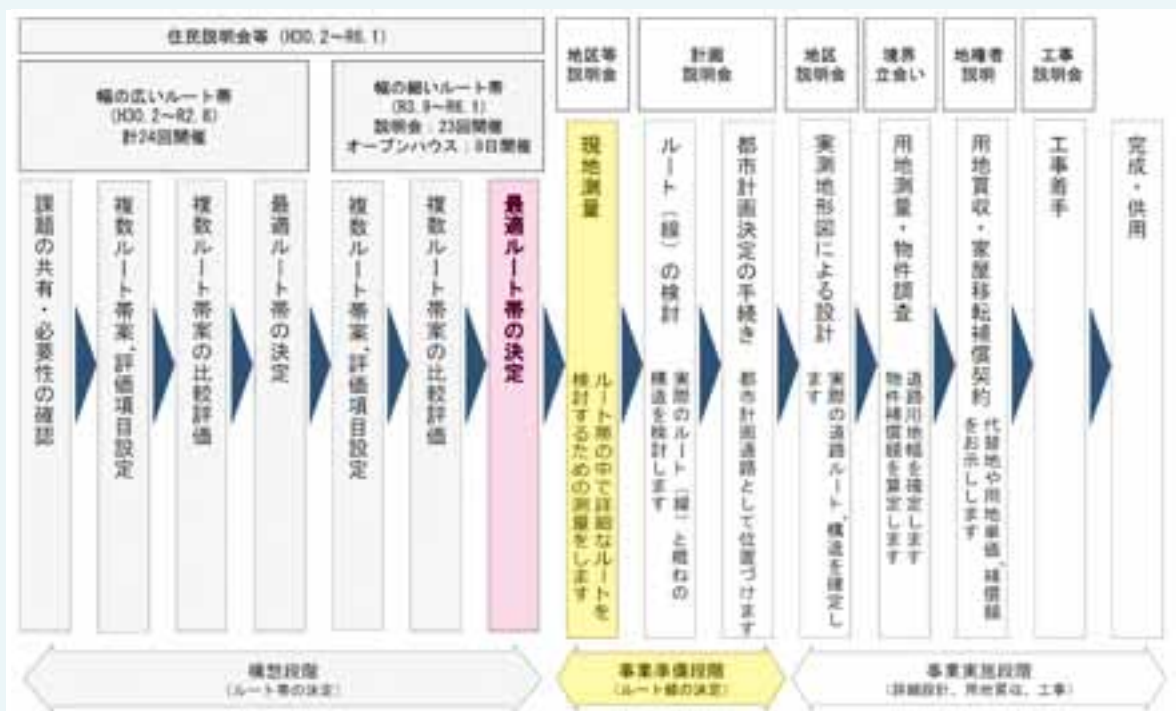 住民説明会等 (H30.2～R6.1)
幅の広いルート帯
(H30.2～R2.8)
計24回開催
幅の細いルート帯
(R3.9～R6.1)
説明会：23回開催
オープンハウス：8日開催
地区等
説明会
計画
説明会
地区
説明会
境界
立会い
地権者
説明
工事
説明会
課題の共有・必要性の確認
複数ルート帯案、評価項目設定
複数ルート帯案の比較評価
最適ルート帯の決定
複数ルート帯案、評価項目設定
複数ルート帯案の比較評価
最適ルート帯の決定
現地測量
ルート帯の中で詳細なルートを
検討するための測量をします
ルート（線）の検討
実際のルート（線）と概ねの
構造を検討します
都市計画決定の手続き
都市計画道路として位置づけます
実測地形図による設計
実際の道路ルート、構造を確定し
ます
用地測量・物件調査
道路用地幅を確定します
物件補償額を算定します
用地買収・家屋移転補償契約
代替地や用地単価、補償額
をお示しします
工事着手
完成・供用
構想段階
(ルート帯の決定)
事業準備段階
(ルート線の決定)
事業実施段階
(詳細設計、用地買収、工事)